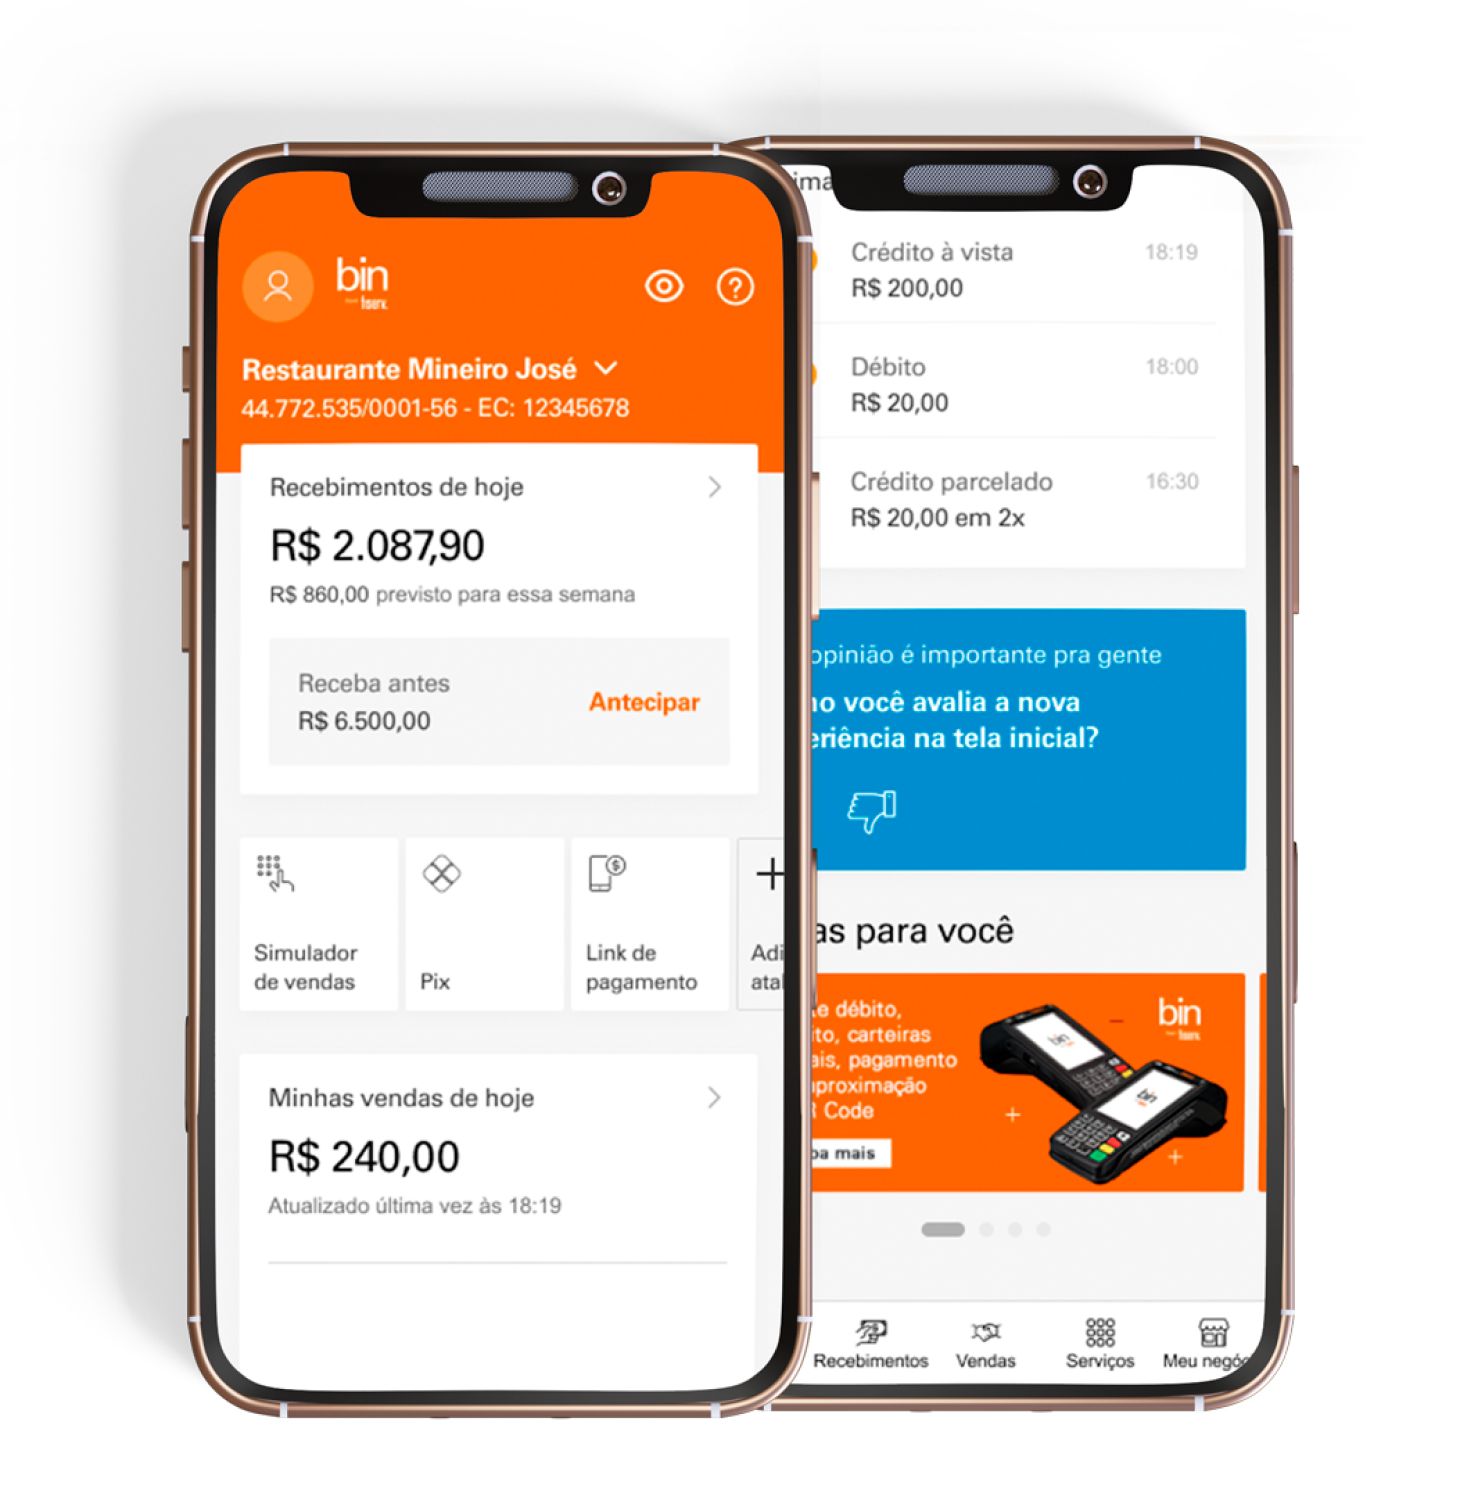 bin
fiserv.
Restaurante Mineiro José
44.772.535/0001-56 - EC: 12345678
Recebimentos de hoje
R$ 2.087,90
R$ 860,00 previsto para essa semana
Receba antes
R$ 6.500,00
Antecipar
Simulador
de vendas
Pix
Link de
pagamento
Adi
atal
Minhas vendas de hoje
R$ 240,00
Atualizado última vez às 18:19
ima
Crédito à vista
18:19
R$ 200,00
Débito
18:00
R$ 20,00
Crédito parcelado
16:30
R$ 20,00 em 2x
opinião é importante pra gente
no você avalia a nova
eriência na tela inicial?
as para você
e débito,
ito, carteiras
ais, pagamento
aproximação
R Code
ba mais
bin
bin
bin
Recebimentos
Vendas
Serviços
Meu negóc